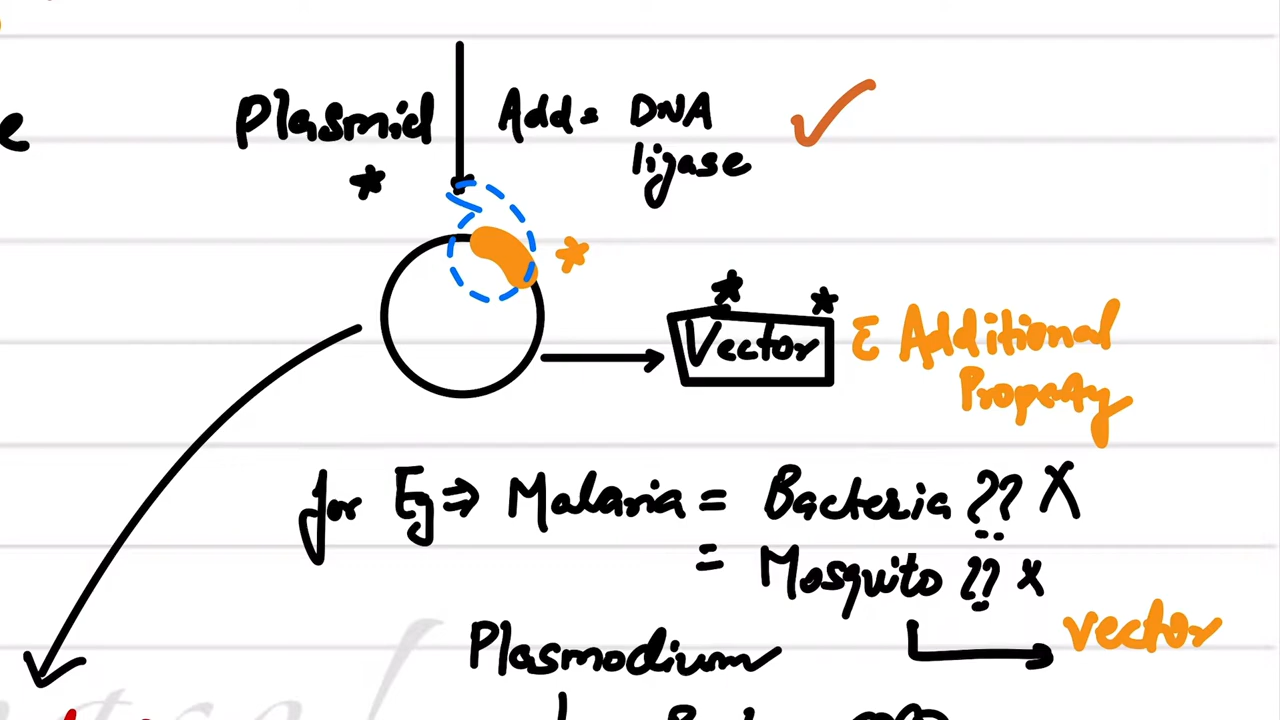 Plasmid Add = DNA
ligase
Vector Ɛ Additional
Property
for Eg ⇒ Malaria = Bacteria ?? X
= Mosquito ?? x
vector
Plasmodium